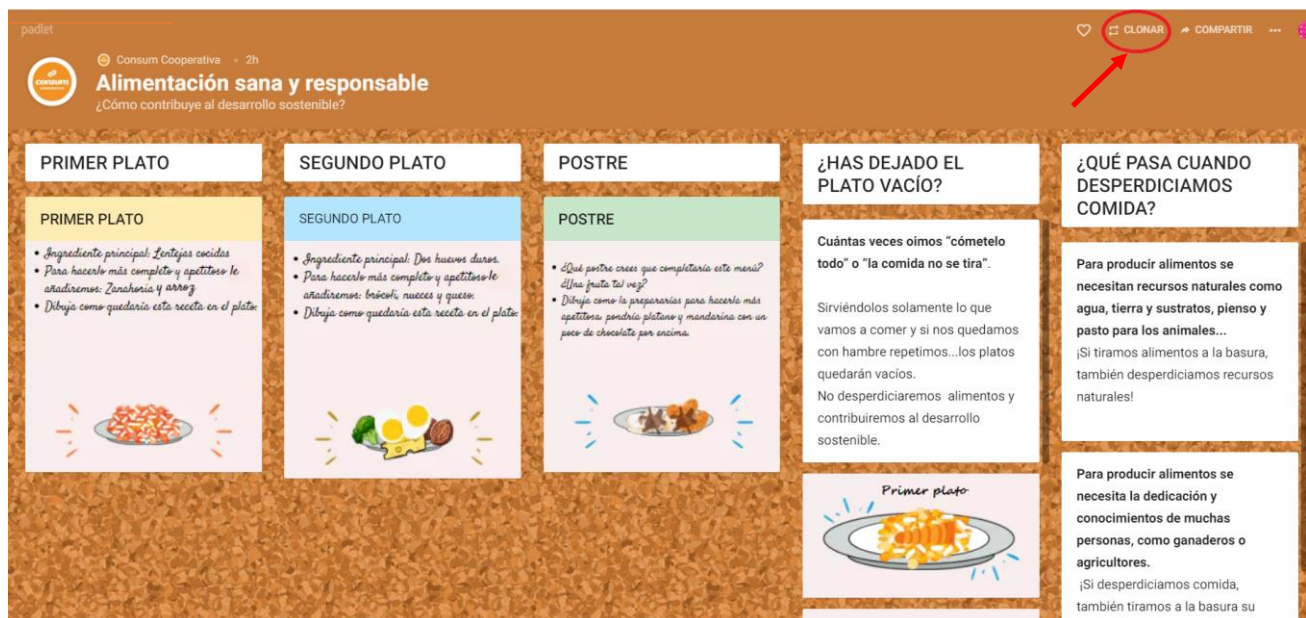 padlet
CLONAR
COMPARTIR
consum
Consum Cooperativa • 2h
Alimentación sana y responsable
¿Cómo contribuye al desarrollo sostenible?
PRIMER PLATO
PRIMER PLATO
• Ingrediente principal: Lentejas cocidas
• Para hacerlo más completo y apetitoso le
añadiremos: Zanahoria y arroz
• Dibuja como quedaría esta receta en el plato:
SEGUNDO PLATO
SEGUNDO PLATO
• Ingrediente principal: Dos huevos duros.
• Para hacerlo más completo y apetitoso le
añadiremos: brócoli, nueces y queso.
• Dibuja como quedaría esta receta en el plato:
POSTRE
POSTRE
• ¿Qué postre crees que completaría este menú?
¿Una fruta tal vez?
• Dibuja como la prepararías para hacerla más
apetitosa: pondría platano y mandarina con un
poco de chocolate por encima.
¿HAS DEJADO EL
PLATO VACÍO?
Cuántas veces oimos “cómetelo
todo” o “la comida no se tira”.
Sirviéndolos solamente lo que
vamos a comer y si nos quedamos
con hambre repetimos...los platos
quedarán vacíos.
No desperdiciaremos alimentos y
contribuiremos al desarrollo
sostenible.
Primer plato
¿QUÉ PASA CUANDO
DESPERDICIAMOS
COMIDA?
Para producir alimentos se
necesitan recursos naturales como
agua, tierra y sustratos, pienso y
pasto para los animales...
¡Si tiramos alimentos a la basura,
también desperdiciamos recursos
naturales!
Para producir alimentos se
necesita la dedicación y
conocimientos de muchas
personas, como ganaderos o
agricultores.
¡Si desperdiciamos comida,
también tiramos a la basura su